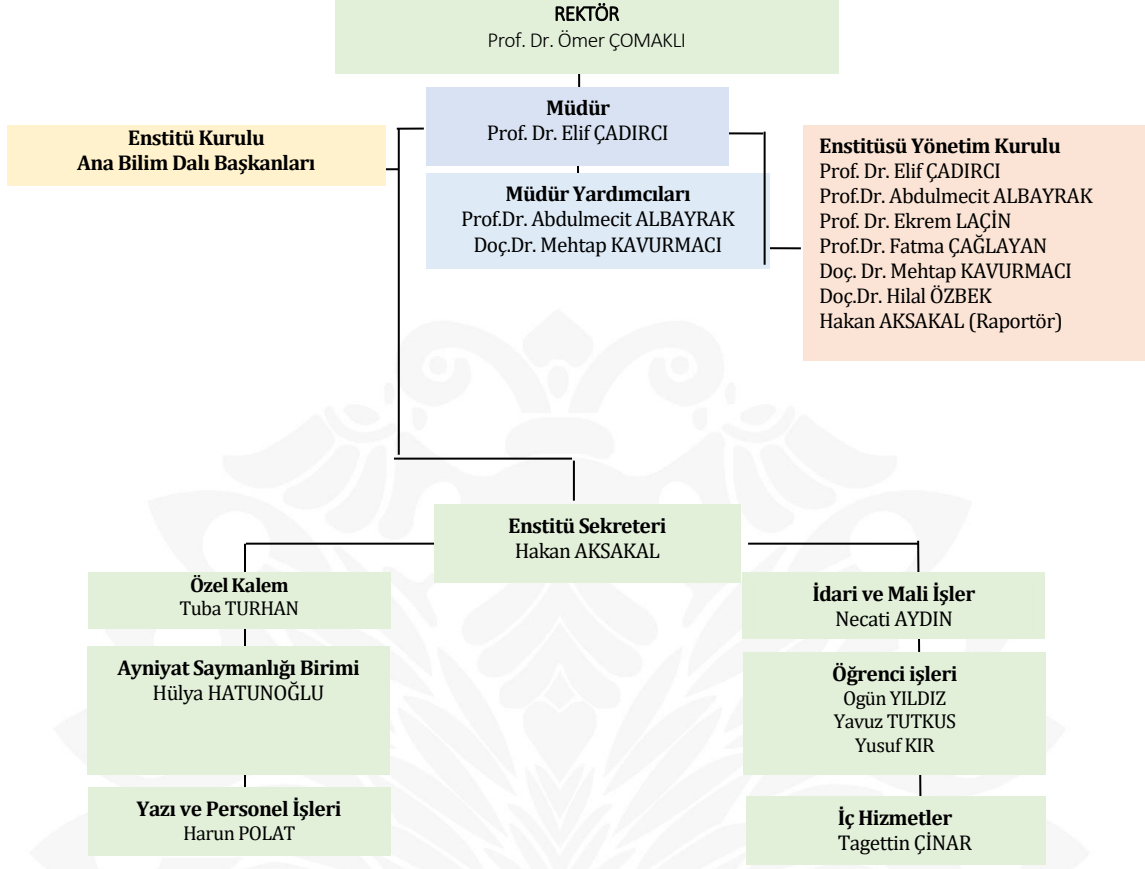 REKTÖR
Prof. Dr. Ömer ÇOMAKLI
Müdür
Prof. Dr. Elif ÇADIRCI
Enstitü Kurulu
Ana Bilim Dalı Başkanları
Müdür Yardımcıları
Prof.Dr. Abdulmecit ALBAYRAK
Doç.Dr. Mehtap KAVURMACI
Enstitüsü Yönetim Kurulu
Prof. Dr. Elif ÇADIRCI
Prof.Dr. Abdulmecit ALBAYRAK
Prof. Dr. Ekrem LAÇİN
Prof.Dr. Fatma ÇAĞLAYAN
Doç. Dr. Mehtap KAVURMACI
Doç.Dr. Hilal ÖZBEK
Hakan AKSAKAL (Raportör)
Enstitü Sekreteri
Hakan AKSAKAL
Özel Kalem
Tuba TURHAN
Ayniyat Saymanlığı Birimi
Hülya HATUNOĞLU
Yazı ve Personel İşleri
Harun POLAT
İdari ve Mali İşler
Necati AYDIN
Öğrenci işleri
Ogün YILDIZ
Yavuz TUTKUS
Yusuf KIR
İç Hizmetler
Tagettin ÇİNAR